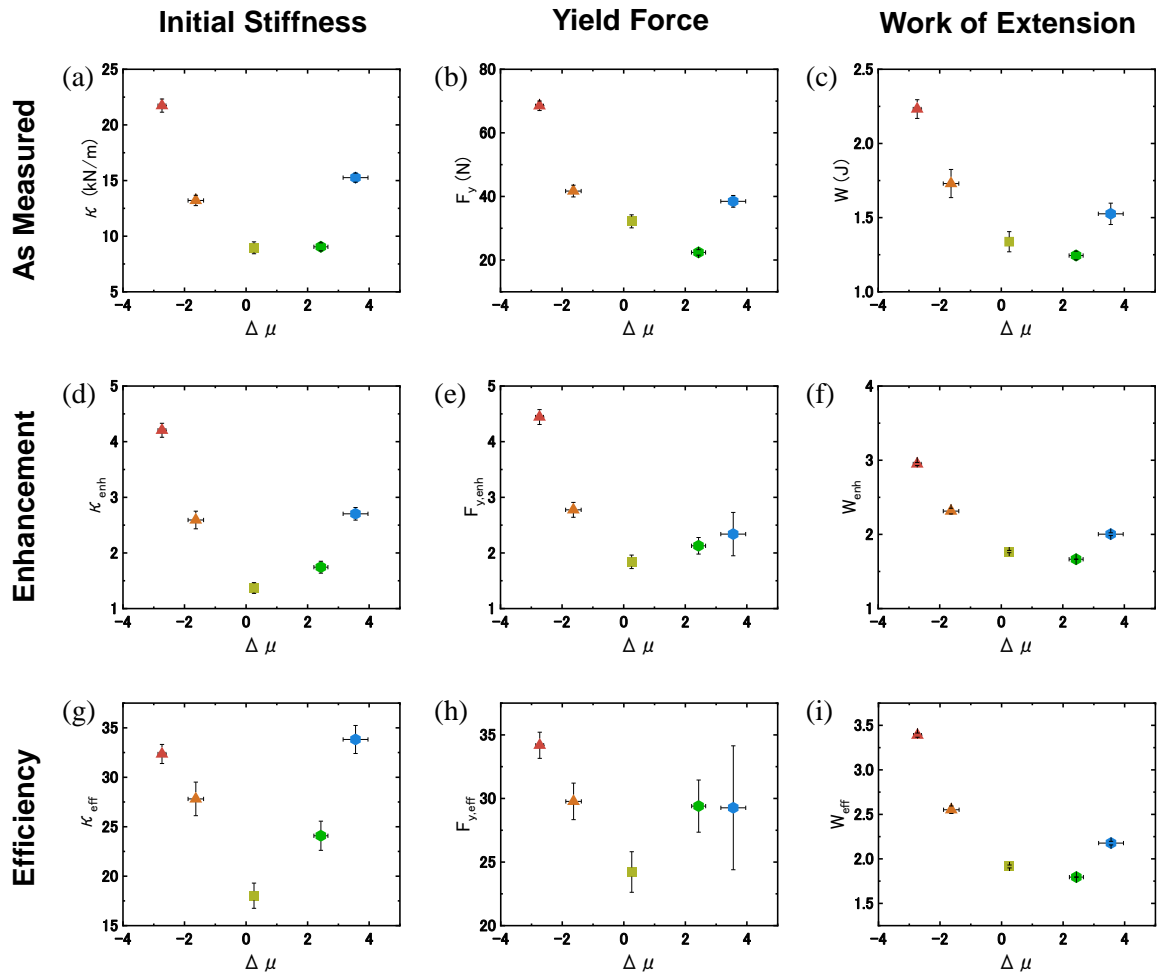 Initial Stiffness
Yield Force
Work of Extension
As Measured
(a)
25
20
15
10
5
κ (kN/m)
-4 -2 0 2 4
Δ μ
(b)
80
60
40
20
F_y (N)
-4 -2 0 2 4
Δ μ
(c)
2.5
2.0
1.5
1.0
W (J)
-4 -2 0 2 4
Δ μ
Enhancement
(d)
5
4
3
2
1
κ_enh
-4 -2 0 2 4
Δ μ
(e)
5
4
3
2
1
F_y,enh
-4 -2 0 2 4
Δ μ
(f)
4
3
2
1
W_enh
-4 -2 0 2 4
Δ μ
Efficiency
(g)
35
30
25
20
15
κ_eff
-4 -2 0 2 4
Δ μ
(h)
35
30
25
20
F_y,eff
-4 -2 0 2 4
Δ μ
(i)
3.5
3.0
2.5
2.0
1.5
W_eff
-4 -2 0 2 4
Δ μ